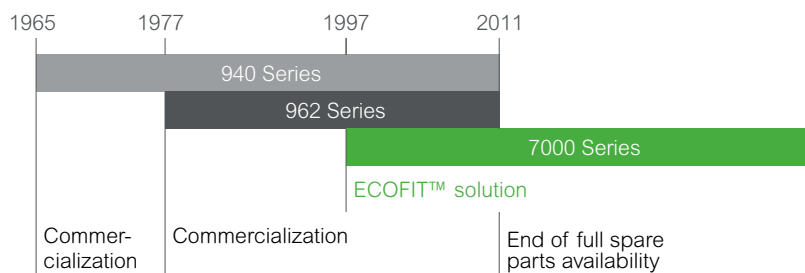 1965 1977 1997 2011
940 Series
962 Series
7000 Series
ECOFIT™ solution
Commer-
cialization
Commercialization
End of full spare
parts availability